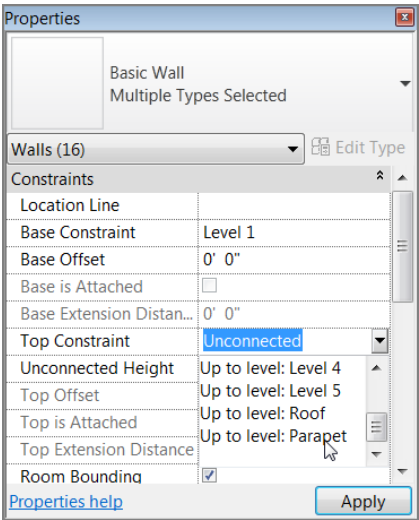 Properties
Basic Wall
Multiple Types Selected
Walls (16) Edit Type
Constraints
Location Line
Base Constraint Level 1
Base Offset 0' 0"
Base is Attached
Base Extension Distan... 0' 0"
Top Constraint Unconnected
Unconnected Height Up to level: Level 4
Top Offset Up to level: Level 5
Top is Attached Up to level: Roof
Top Extension Distance Up to level: Parapet
Room Bounding
Properties help Apply